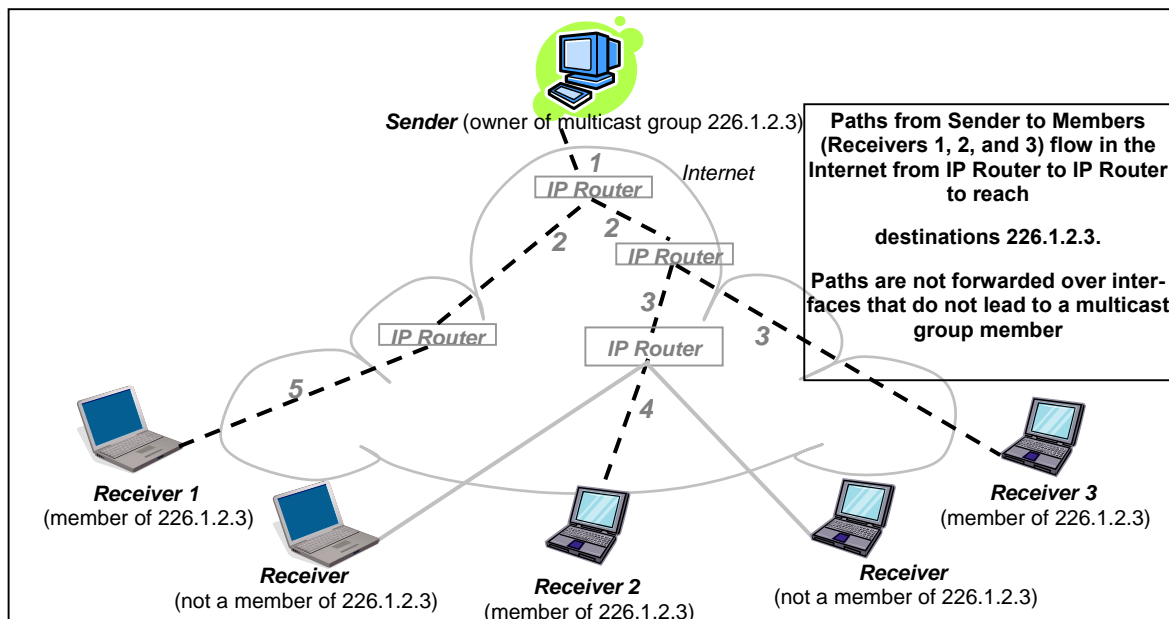 Sender (owner of multicast group 226.1.2.3)
Paths from Sender to Members
(Receivers 1, 2, and 3) flow in the
Internet from IP Router to IP Router
to reach
destinations 226.1.2.3.
Paths are not forwarded over inter-
faces that do not lead to a multicast
group member
1
Internet
IP Router
2
2
IP Router
3
3
IP Router
IP Router
5
4
Receiver 1
(member of 226.1.2.3)
Receiver 3
(member of 226.1.2.3)
Receiver
(not a member of 226.1.2.3)
Receiver 2
(member of 226.1.2.3)
Receiver
(not a member of 226.1.2.3)